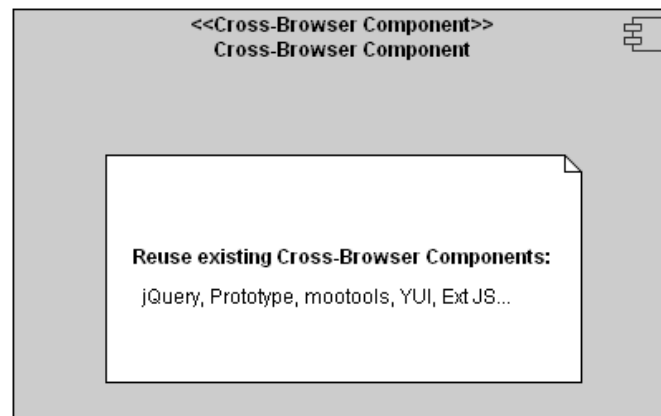 <<Cross-Browser Component>>
Cross-Browser Component
Reuse existing Cross-Browser Components:
jQuery, Prototype, mootools, YUI, Ext JS...